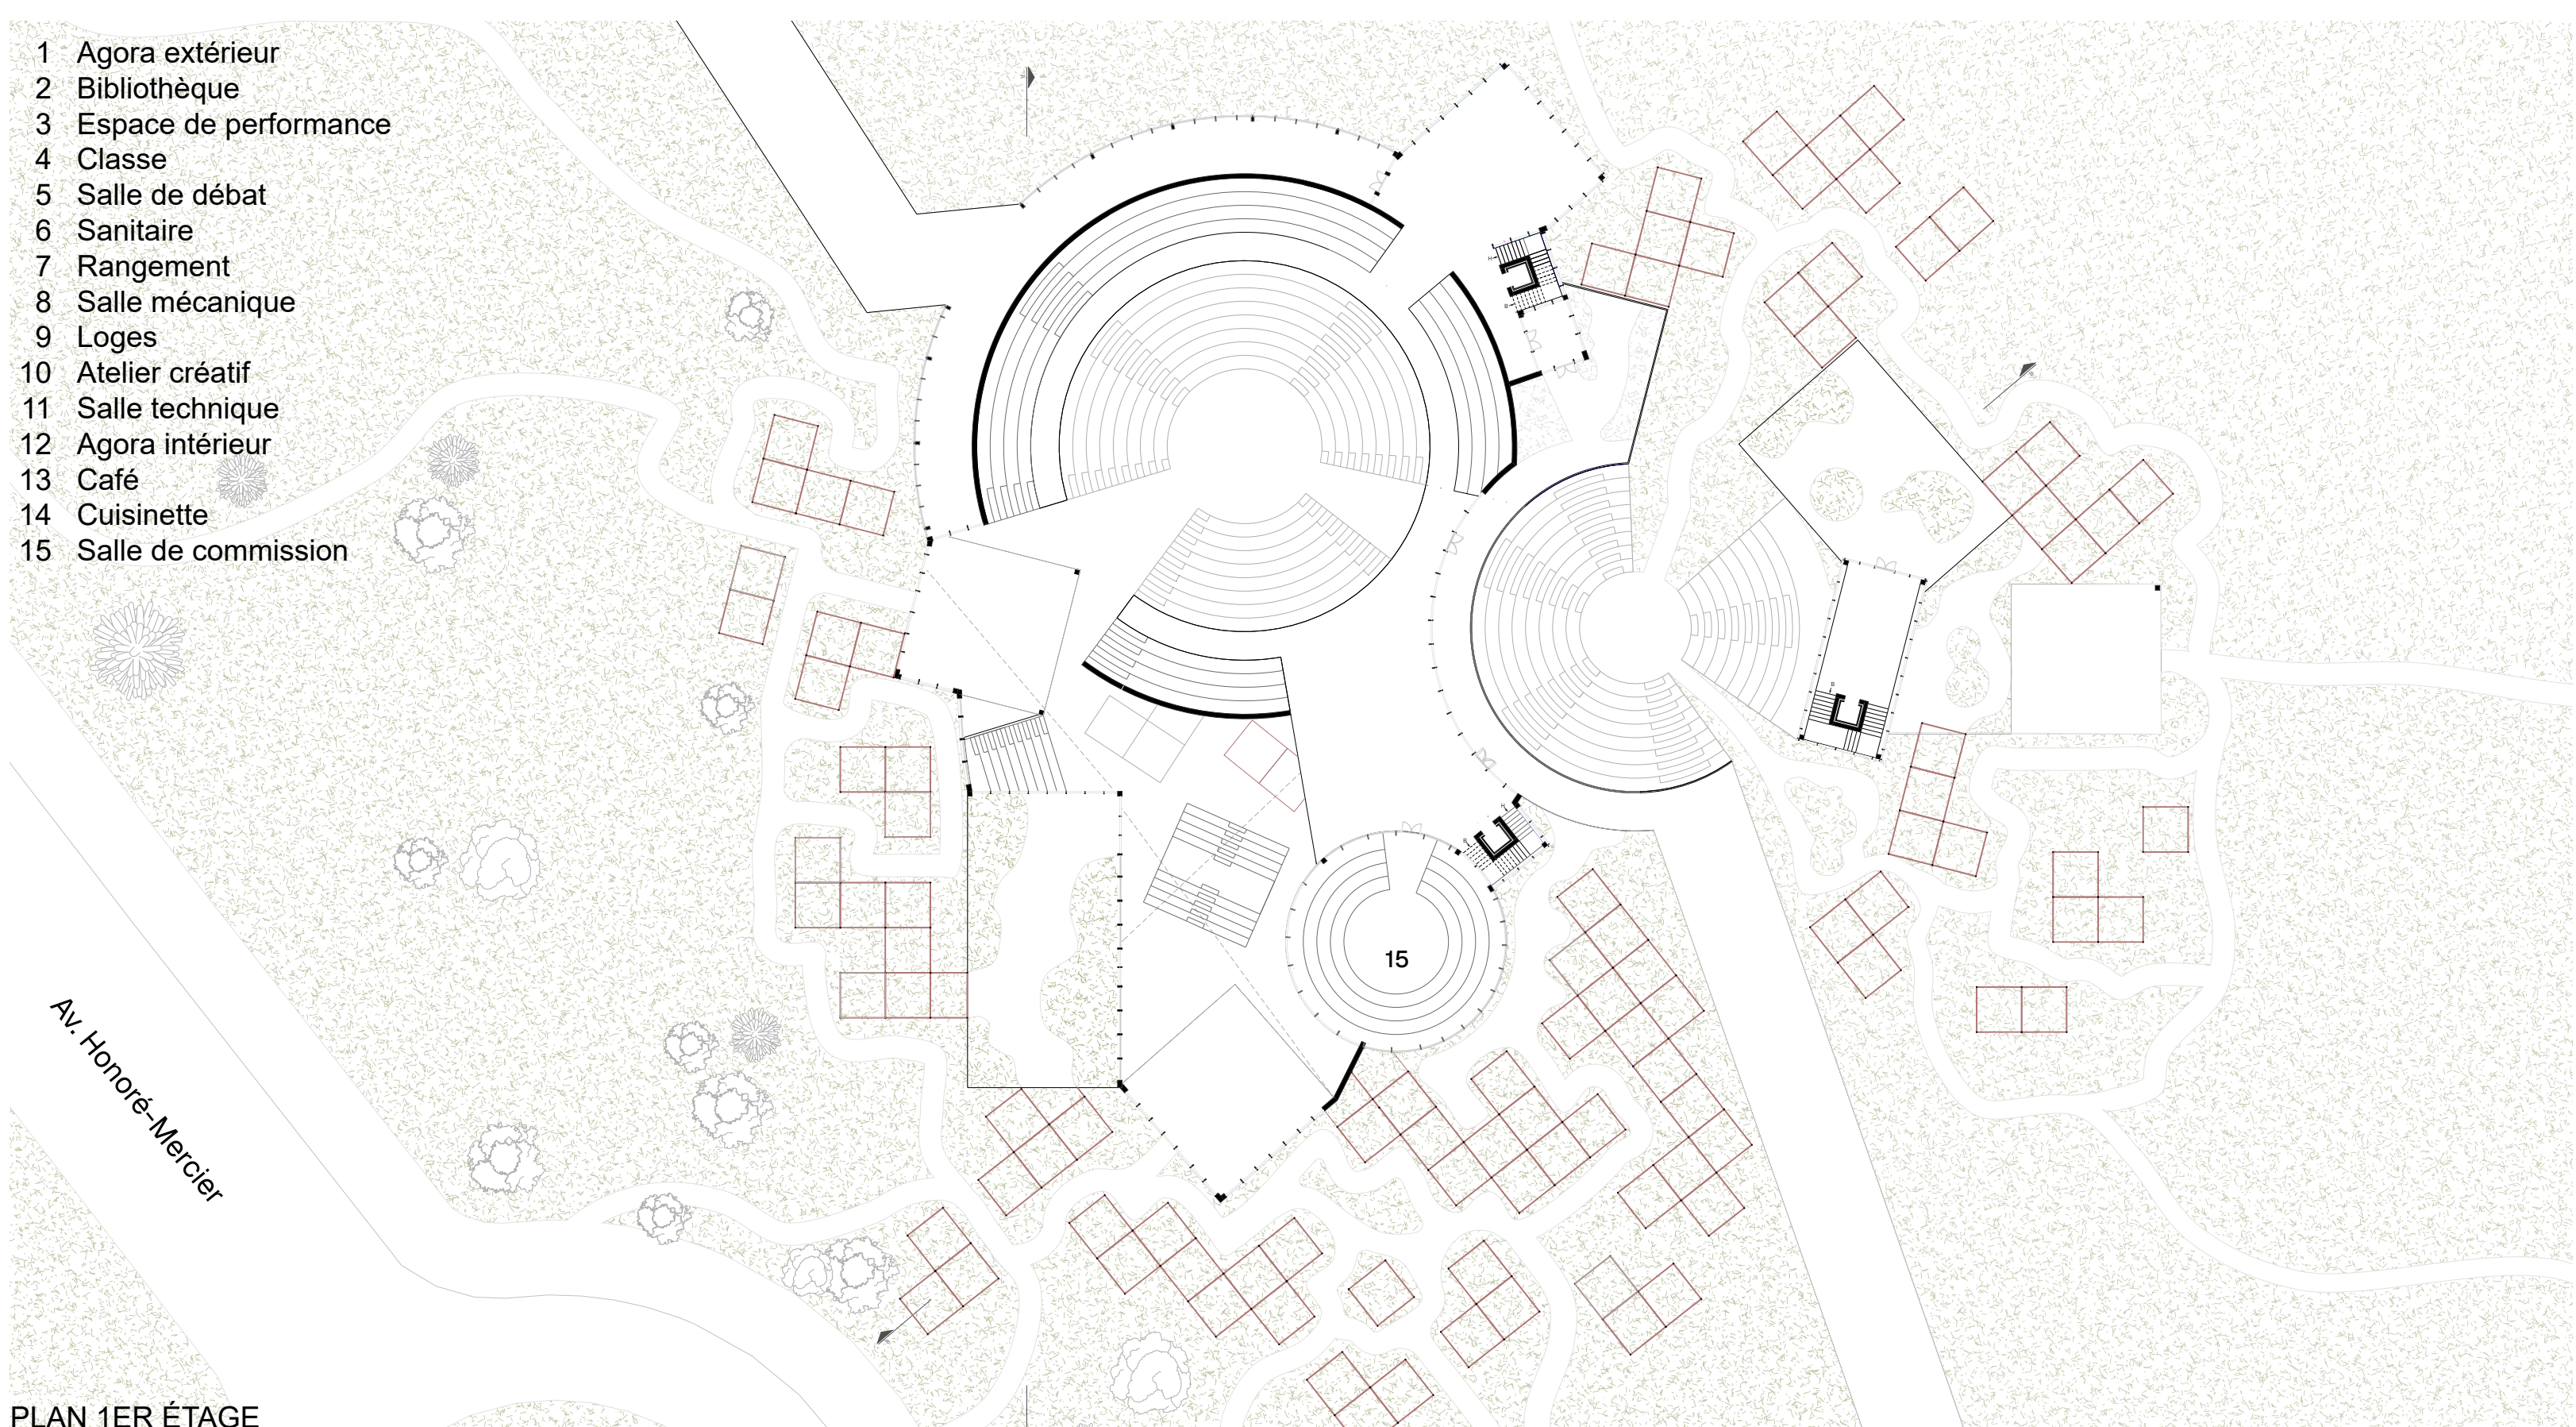 1 Agora extérieur
2 Bibliothèque
3 Espace de performance
4 Classe
5 Salle de débat
6 Sanitaire
7 Rangement
8 Salle mécanique
9 Loges
10 Atelier créatif
11 Salle technique
12 Agora intérieur
13 Café
14 Cuisinette
15 Salle de commission
15
Av. Honoré-Mercier
PLAN 1ER ÉTAGE